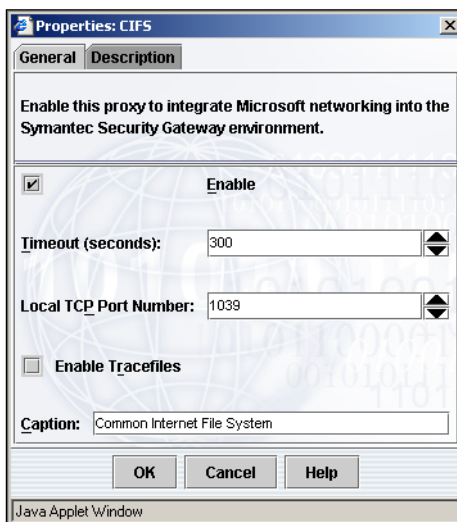 Properties: CIFS
General Description
Enable this proxy to integrate Microsoft networking into the
Symantec Security Gateway environment.
Enable
Timeout (seconds): 300
Local TCP Port Number: 1039
Enable Tracefiles
Caption: Common Internet File System
OK Cancel Help
Java Applet Window